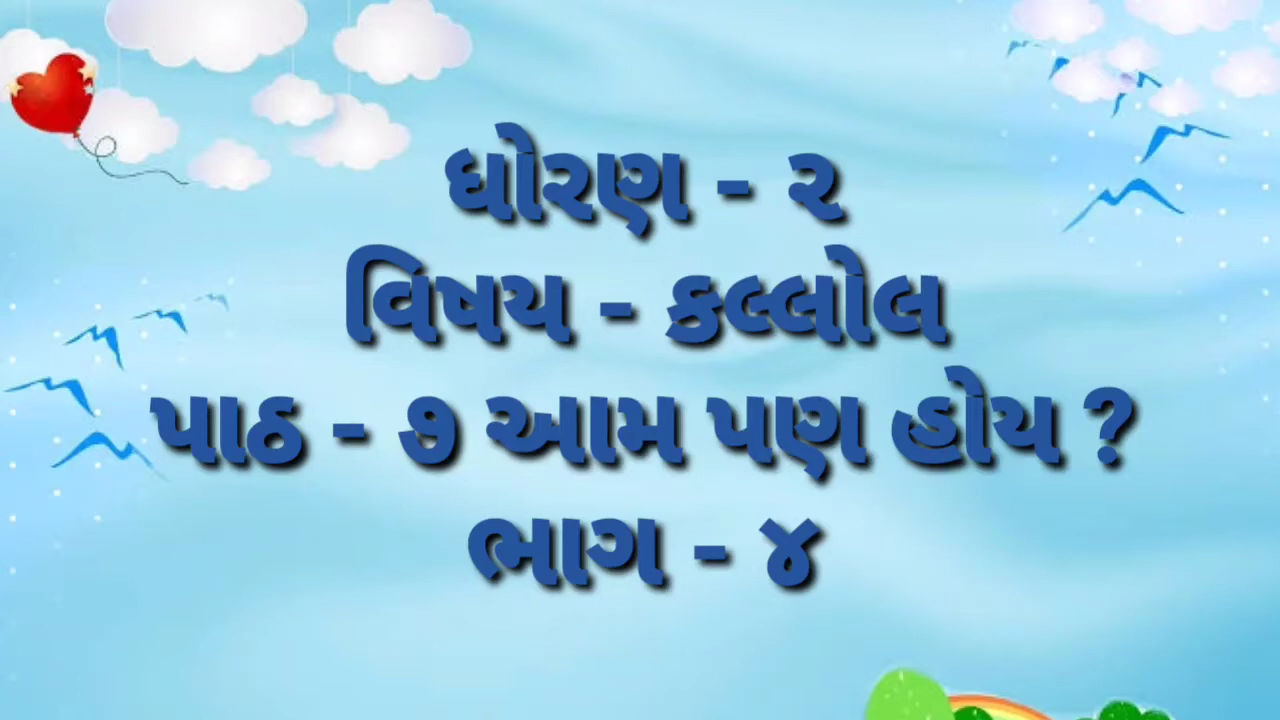 ધોરણ - ૨
વિષય - કલ્લોલ
પાઠ - ૭ આમ પણ હોય ?
ભાગ - ૪